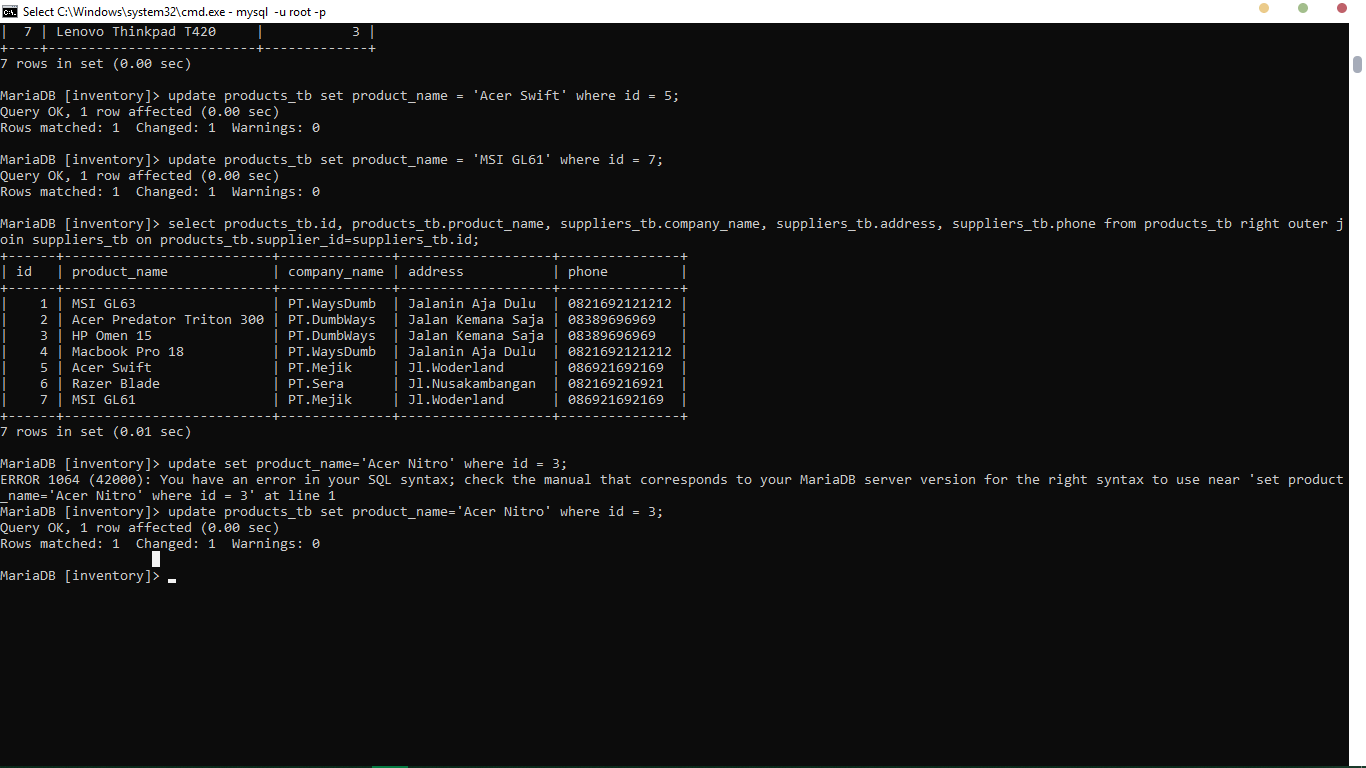 Select C:\Windows\system32\cmd.exe - mysql  -u root -p
|  7 | Lenovo Thinkpad T420     |           3 |
+----+--------------------------+-------------+
7 rows in set (0.00 sec)
MariaDB [inventory]> update products_tb set product_name = 'Acer Swift' where id = 5;
Query OK, 1 row affected (0.00 sec)
Rows matched: 1  Changed: 1  Warnings: 0
MariaDB [inventory]> update products_tb set product_name = 'MSI GL61' where id = 7;
Query OK, 1 row affected (0.00 sec)
Rows matched: 1  Changed: 1  Warnings: 0
MariaDB [inventory]> select products_tb.id, products_tb.product_name, suppliers_tb.company_name, suppliers_tb.address, suppliers_tb.phone from products_tb right outer j
oin suppliers_tb on products_tb.supplier_id=suppliers_tb.id;
+------+--------------------------+--------------+-------------------+---------------+
| id   | product_name             | company_name | address           | phone         |
+------+--------------------------+--------------+-------------------+---------------+
|    1 | MSI GL63                 | PT.WaysDumb  | Jalanin Aja Dulu  | 0821692121212 |
|    2 | Acer Predator Triton 300 | PT.DumbWays  | Jalan Kemana Saja | 08389696969   |
|    3 | HP Omen 15               | PT.DumbWays  | Jalan Kemana Saja | 08389696969   |
|    4 | Macbook Pro 18           | PT.WaysDumb  | Jalanin Aja Dulu  | 0821692121212 |
|    5 | Acer Swift               | PT.Mejik     | Jl.Woderland      | 086921692169  |
|    6 | Razer Blade              | PT.Sera      | Jl.Nusakambangan  | 082169216921  |
|    7 | MSI GL61                 | PT.Mejik     | Jl.Woderland      | 086921692169  |
+------+--------------------------+--------------+-------------------+---------------+
7 rows in set (0.01 sec)
MariaDB [inventory]> update set product_name='Acer Nitro' where id = 3;
ERROR 1064 (42000): You have an error in your SQL syntax; check the manual that corresponds to your MariaDB server version for the right syntax to use near 'set product
_name='Acer Nitro' where id = 3' at line 1
MariaDB [inventory]> update products_tb set product_name='Acer Nitro' where id = 3;
Query OK, 1 row affected (0.00 sec)
Rows matched: 1  Changed: 1  Warnings: 0
MariaDB [inventory]> _